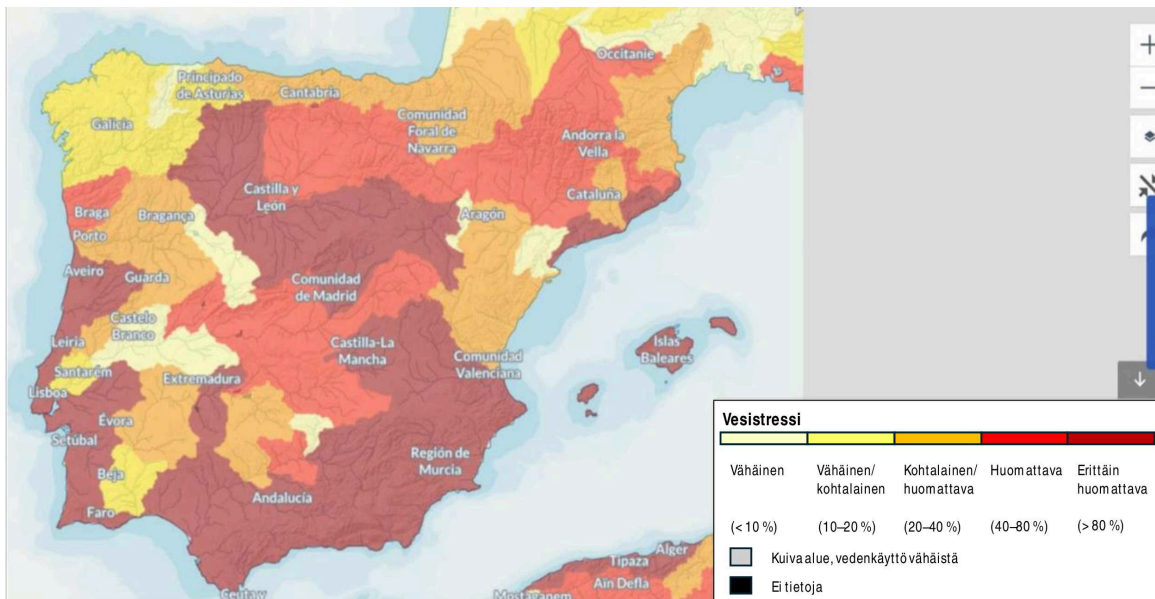 Occitanie
Principado
de Asturias
Cantabria
Galicia
Comunidad
Foral de
Navarra
Andorra la
Vella
Castilla y
León
Cataluña
Braga
Bragança
Aragón
Porto
Aveiro
Guarda
Comunidad
de Madrid
Castelo
Branco
Leiria
Castilla-La
Mancha
Islas
Baleares
Comunidad
Valenciana
Santarém
Extremadura
Lisboa
Évora
Setúbal
Región de
Murcia
Beja
Andalucía
Faro
Alger
Tipaza
Aïn Defla
Mostaganem
Ceuta y
Vesistressi
Vähäinen
Vähäinen/
kohtalainen
Kohtalainen/
huomattava
Huomattava
Erittäin
huomattava
(< 10 %)
(10–20 %)
(20–40 %)
(40–80 %)
(> 80 %)
Kuiva alue, vedenkäyttö vähäistä
Ei tietoja